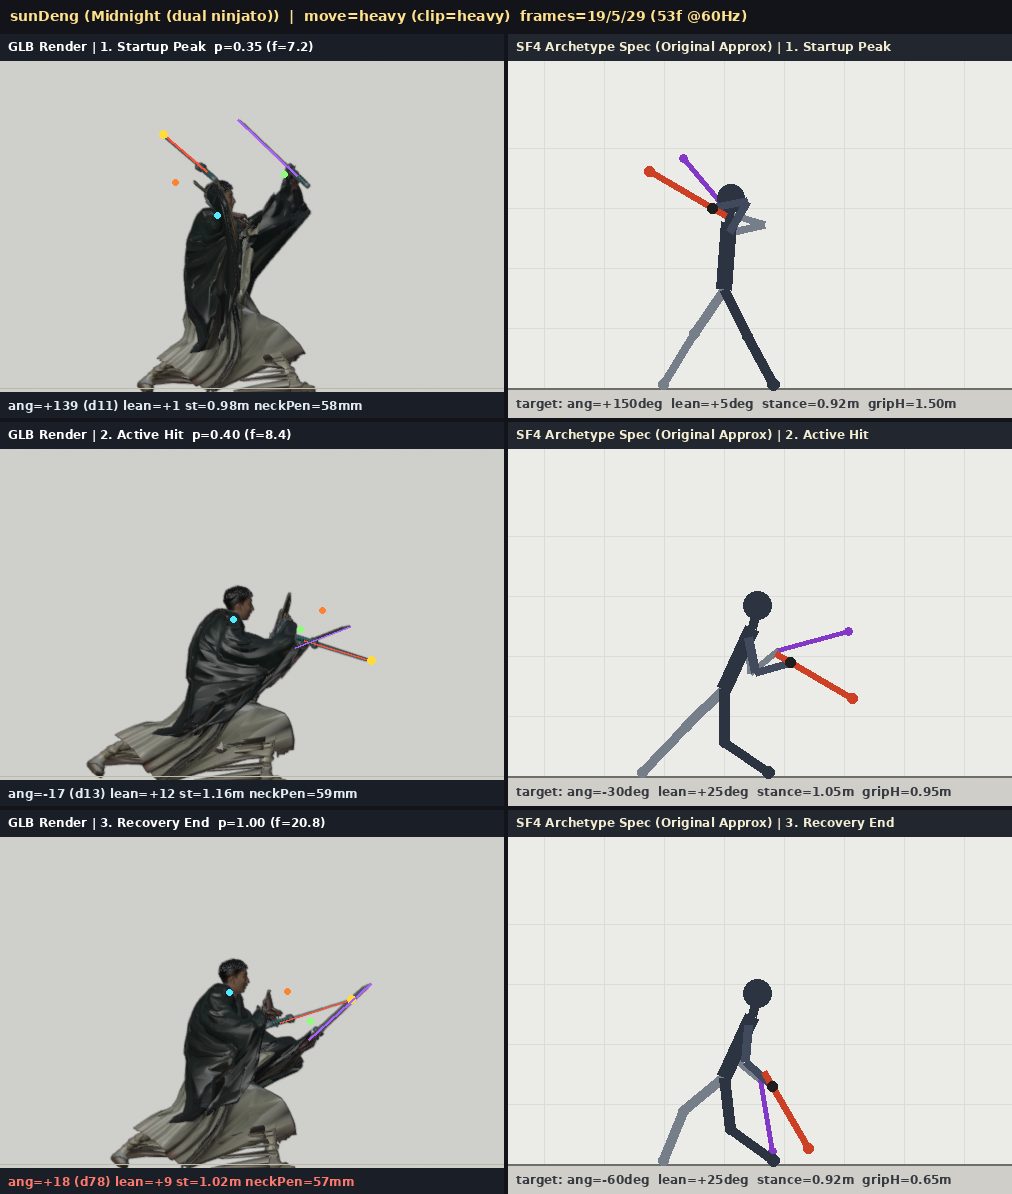 sunDeng (Midnight (dual ninjato))  |  move=heavy (clip=heavy)  frames=19/5/29 (53f @60Hz)
GLB Render | 1. Startup Peak  p=0.35 (f=7.2)
SF4 Archetype Spec (Original Approx) | 1. Startup Peak
ang=+139 (d11) lean=+1 st=0.98m neckPen=58mm
target: ang=+150deg  lean=+5deg  stance=0.92m  gripH=1.50m
GLB Render | 2. Active Hit  p=0.40 (f=8.4)
SF4 Archetype Spec (Original Approx) | 2. Active Hit
ang=-17 (d13) lean=+12 st=1.16m neckPen=59mm
target: ang=-30deg  lean=+25deg  stance=1.05m  gripH=0.95m
GLB Render | 3. Recovery End  p=1.00 (f=20.8)
SF4 Archetype Spec (Original Approx) | 3. Recovery End
ang=+18 (d78) lean=+9 st=1.02m neckPen=57mm
target: ang=-60deg  lean=+25deg  stance=0.92m  gripH=0.65m